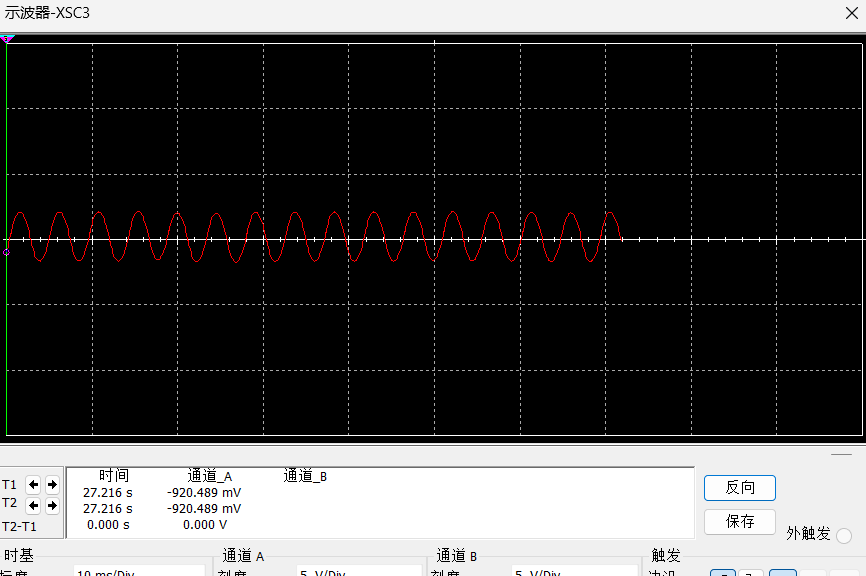 示波器-XSC3
时间 通道_A 通道_B
T1 27.216 s -920.489 mV
T2 27.216 s -920.489 mV
T2-T1 0.000 s 0.000 V
反向
保存
外触发
时基 通道 A 通道 B 触发
10 ms/Div 刻度 5 V/Div 刻度 5 V/Div